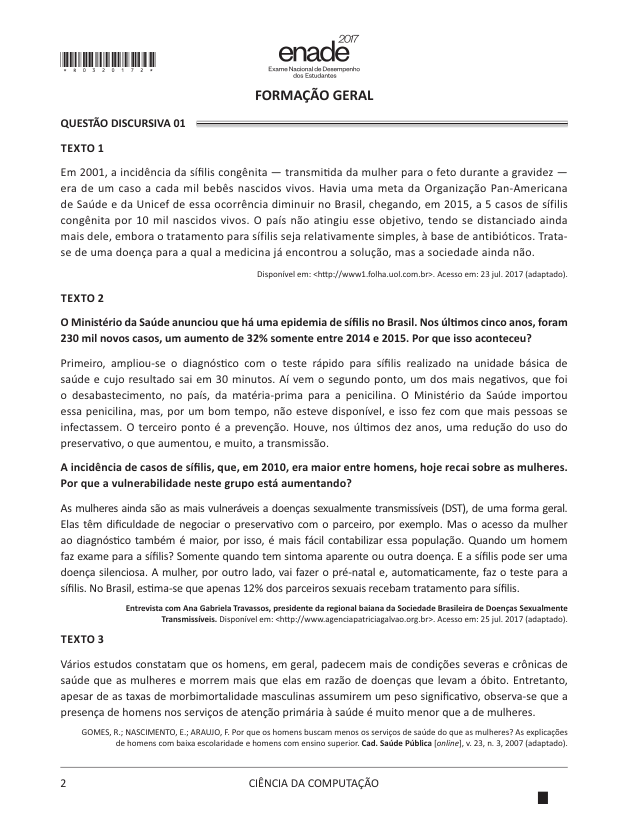 *R0320172*
enade 2017
Exame Nacional de Desempenho
dos Estudantes
FORMAÇÃO GERAL
QUESTÃO DISCURSIVA 01
TEXTO 1
Em 2001, a incidência da sífilis congênita — transmitida da mulher para o feto durante a gravidez —
era de um caso a cada mil bebês nascidos vivos. Havia uma meta da Organização Pan-Americana
de Saúde e da Unicef de essa ocorrência diminuir no Brasil, chegando, em 2015, a 5 casos de sífilis
congênita por 10 mil nascidos vivos. O país não atingiu esse objetivo, tendo se distanciado ainda
mais dele, embora o tratamento para sífilis seja relativamente simples, à base de antibióticos. Trata-
se de uma doença para a qual a medicina já encontrou a solução, mas a sociedade ainda não.
Disponível em: <http://www1.folha.uol.com.br>. Acesso em: 23 jul. 2017 (adaptado).
TEXTO 2
O Ministério da Saúde anunciou que há uma epidemia de sífilis no Brasil. Nos últimos cinco anos, foram
230 mil novos casos, um aumento de 32% somente entre 2014 e 2015. Por que isso aconteceu?
Primeiro, ampliou-se o diagnóstico com o teste rápido para sífilis realizado na unidade básica de
saúde e cujo resultado sai em 30 minutos. Aí vem o segundo ponto, um dos mais negativos, que foi
o desabastecimento, no país, da matéria-prima para a penicilina. O Ministério da Saúde importou
essa penicilina, mas, por um bom tempo, não esteve disponível, e isso fez com que mais pessoas se
infectassem. O terceiro ponto é a prevenção. Houve, nos últimos dez anos, uma redução do uso do
preservativo, o que aumentou, e muito, a transmissão.
A incidência de casos de sífilis, que, em 2010, era maior entre homens, hoje recai sobre as mulheres.
Por que a vulnerabilidade neste grupo está aumentando?
As mulheres ainda são as mais vulneráveis a doenças sexualmente transmissíveis (DST), de uma forma geral.
Elas têm dificuldade de negociar o preservativo com o parceiro, por exemplo. Mas o acesso da mulher
ao diagnóstico também é maior, por isso, é mais fácil contabilizar essa população. Quando um homem
faz exame para a sífilis? Somente quando tem sintoma aparente ou outra doença. E a sífilis pode ser uma
doença silenciosa. A mulher, por outro lado, vai fazer o pré-natal e, automaticamente, faz o teste para a
sífilis. No Brasil, estima-se que apenas 12% dos parceiros sexuais recebam tratamento para sífilis.
Entrevista com Ana Gabriela Travassos, presidente da regional baiana da Sociedade Brasileira de Doenças Sexualmente
Transmissíveis. Disponível em: <http://www.agenciapatriciagalvao.org.br>. Acesso em: 25 jul. 2017 (adaptado).
TEXTO 3
Vários estudos constatam que os homens, em geral, padecem mais de condições severas e crônicas de
saúde que as mulheres e morrem mais que elas em razão de doenças que levam a óbito. Entretanto,
apesar de as taxas de morbimortalidade masculinas assumirem um peso significativo, observa-se que a
presença de homens nos serviços de atenção primária à saúde é muito menor que a de mulheres.
GOMES, R.; NASCIMENTO, E.; ARAUJO, F. Por que os homens buscam menos os serviços de saúde do que as mulheres? As explicações
de homens com baixa escolaridade e homens com ensino superior. Cad. Saúde Pública [online], v. 23, n. 3, 2007 (adaptado).
2
CIÊNCIA DA COMPUTAÇÃO